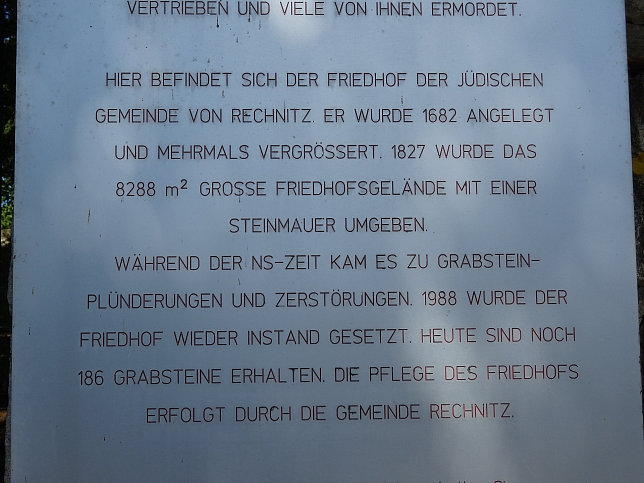 VERTRIEBEN UND VIELE VON IHNEN ERMORDET.
HIER BEFINDET SICH DER FRIEDHOF DER JÜDISCHEN
GEMEINDE VON RECHNITZ. ER WURDE 1682 ANGELEGT
UND MEHRMALS VERGRÖSSERT. 1827 WURDE DAS
8288 m² GROSSE FRIEDHOFSGELÄNDE MIT EINER
STEINMAUER UMGEBEN.
WÄHREND DER NS-ZEIT KAM ES ZU GRABSTEIN-
PLÜNDERUNGEN UND ZERSTÖRUNGEN. 1988 WURDE DER
FRIEDHOF WIEDER INSTAND GESETZT. HEUTE SIND NOCH
186 GRABSTEINE ERHALTEN. DIE PFLEGE DES FRIEDHOFS
ERFOLGT DURCH DIE GEMEINDE RECHNITZ.